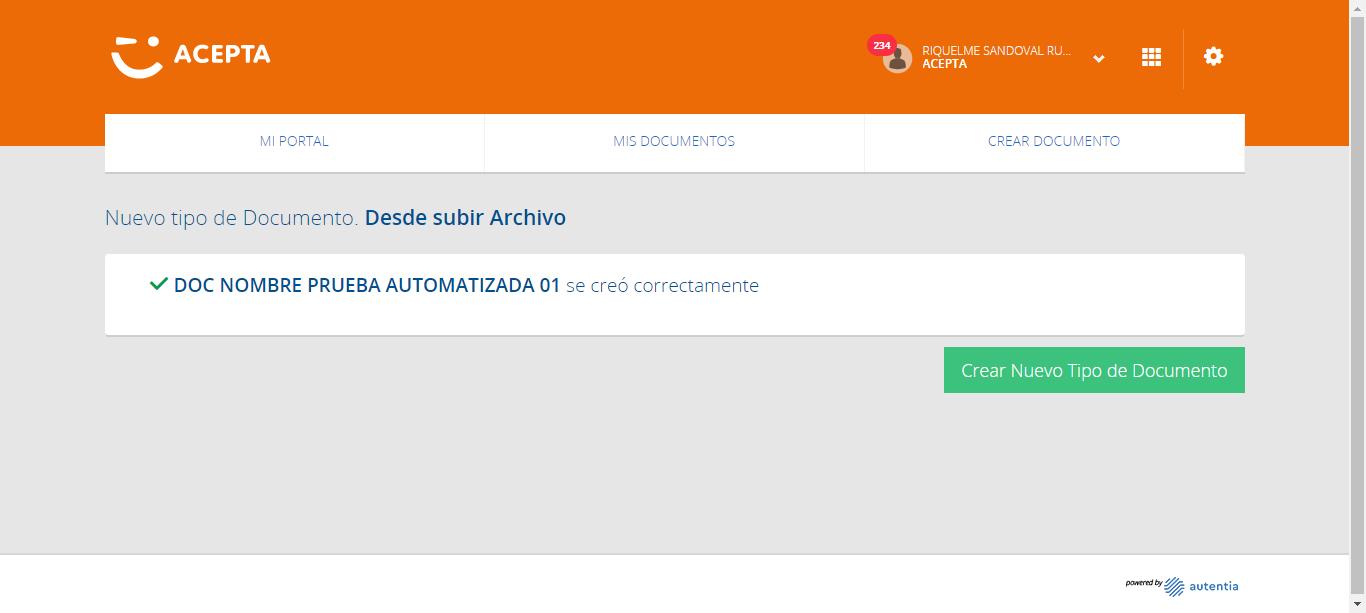 ACEPTA
234
RIQUELME SANDOVAL RU...
ACEPTA
MI PORTAL
MIS DOCUMENTOS
CREAR DOCUMENTO
Nuevo tipo de Documento. Desde subir Archivo
DOC NOMBRE PRUEBA AUTOMATIZADA 01 se creó correctamente
Crear Nuevo Tipo de Documento
powered by autentia